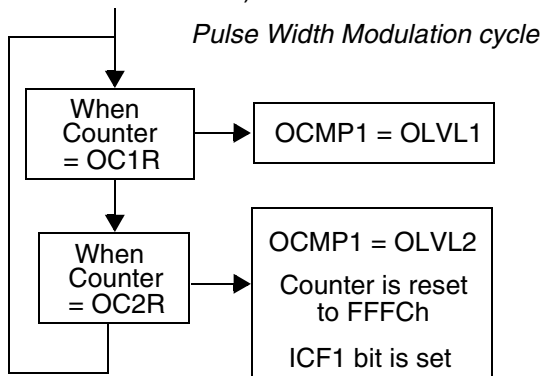 Pulse Width Modulation cycle
When
Counter
= OC1R
OCMP1 = OLVL1
When
Counter
= OC2R
OCMP1 = OLVL2
Counter is reset
to FFFCh
ICF1 bit is set